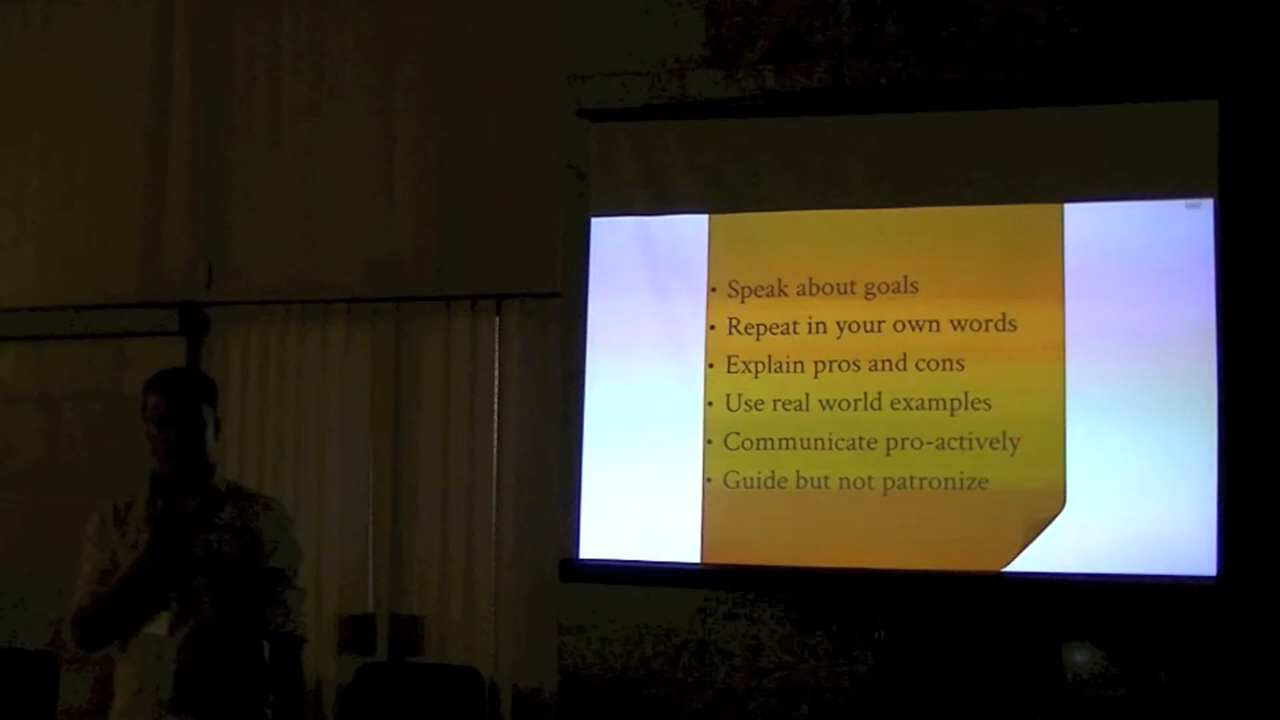 • Speak about goals
• Repeat in your own words
• Explain pros and cons
• Use real world examples
• Communicate pro-actively
• Guide but not patronize